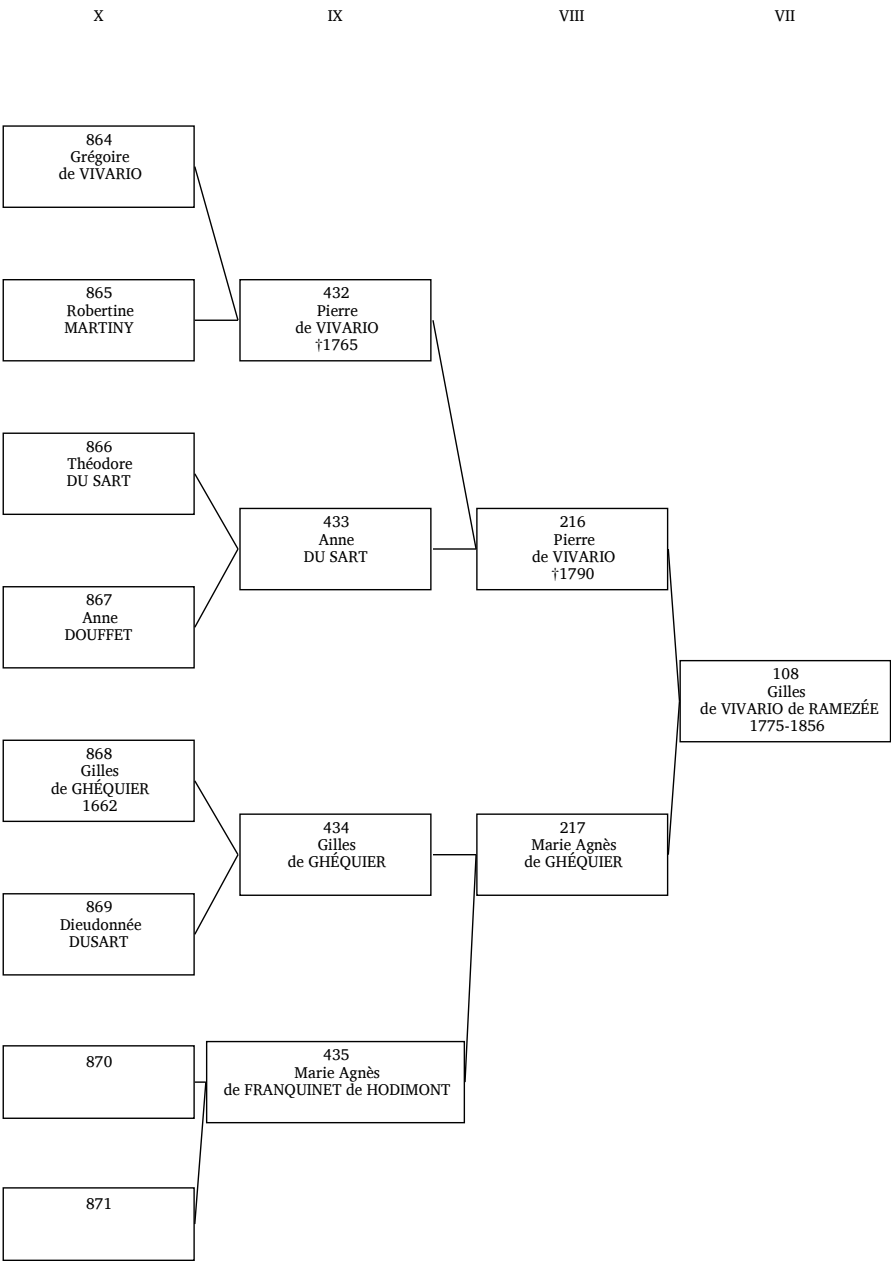 X IX VIII VII
864
Grégoire
de VIVARIO
865
Robertine
MARTINY
432
Pierre
de VIVARIO
†1765
866
Théodore
DU SART
433
Anne
DU SART
216
Pierre
de VIVARIO
†1790
867
Anne
DOUFFET
108
Gilles
de VIVARIO de RAMEZÉE
1775-1856
868
Gilles
de GHÉQUIER
1662
434
Gilles
de GHÉQUIER
217
Marie Agnès
de GHÉQUIER
869
Dieudonnée
DUSART
870
435
Marie Agnès
de FRANQUINET de HODIMONT
871